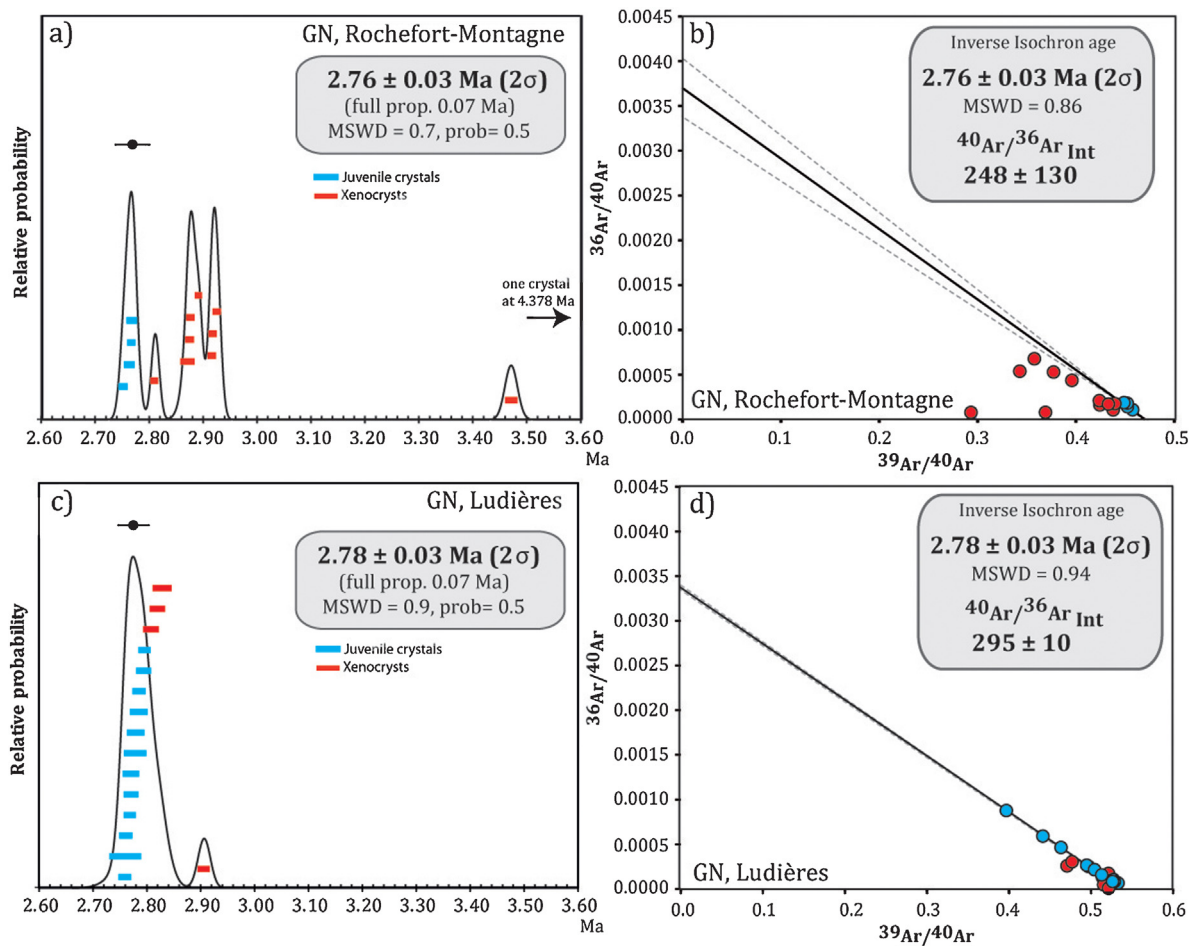 a)
GN, Rochefort-Montagne
2.76 ± 0.03 Ma (2σ)
(full prop. 0.07 Ma)
MSWD = 0.7, prob= 0.5
Juvenile crystals
Xenocrysts
one crystal
at 4.378 Ma
Relative probability
2.60 2.70 2.80 2.90 3.00 3.10 3.20 3.30 3.40 3.50 3.60
Ma
b)
Inverse Isochron age
2.76 ± 0.03 Ma (2σ)
MSWD = 0.86
40Ar/36Ar Int
248 ± 130
0.0045
0.0040
0.0035
0.0030
0.0025
0.0020
0.0015
0.0010
0.0005
0.0000
36Ar/40Ar
GN, Rochefort-Montagne
0.0 0.1 0.2 0.3 0.4 0.5
39Ar/40Ar
c)
GN, Ludières
2.78 ± 0.03 Ma (2σ)
(full prop. 0.07 Ma)
MSWD = 0.9, prob= 0.5
Juvenile crystals
Xenocrysts
Relative probability
2.60 2.70 2.80 2.90 3.00 3.10 3.20 3.30 3.40 3.50 3.60
Ma
d)
Inverse Isochron age
2.78 ± 0.03 Ma (2σ)
MSWD = 0.94
40Ar/36Ar Int
295 ± 10
0.0045
0.0040
0.0035
0.0030
0.0025
0.0020
0.0015
0.0010
0.0005
0.0000
36Ar/40Ar
GN, Ludières
0.0 0.1 0.2 0.3 0.4 0.5 0.6
39Ar/40Ar